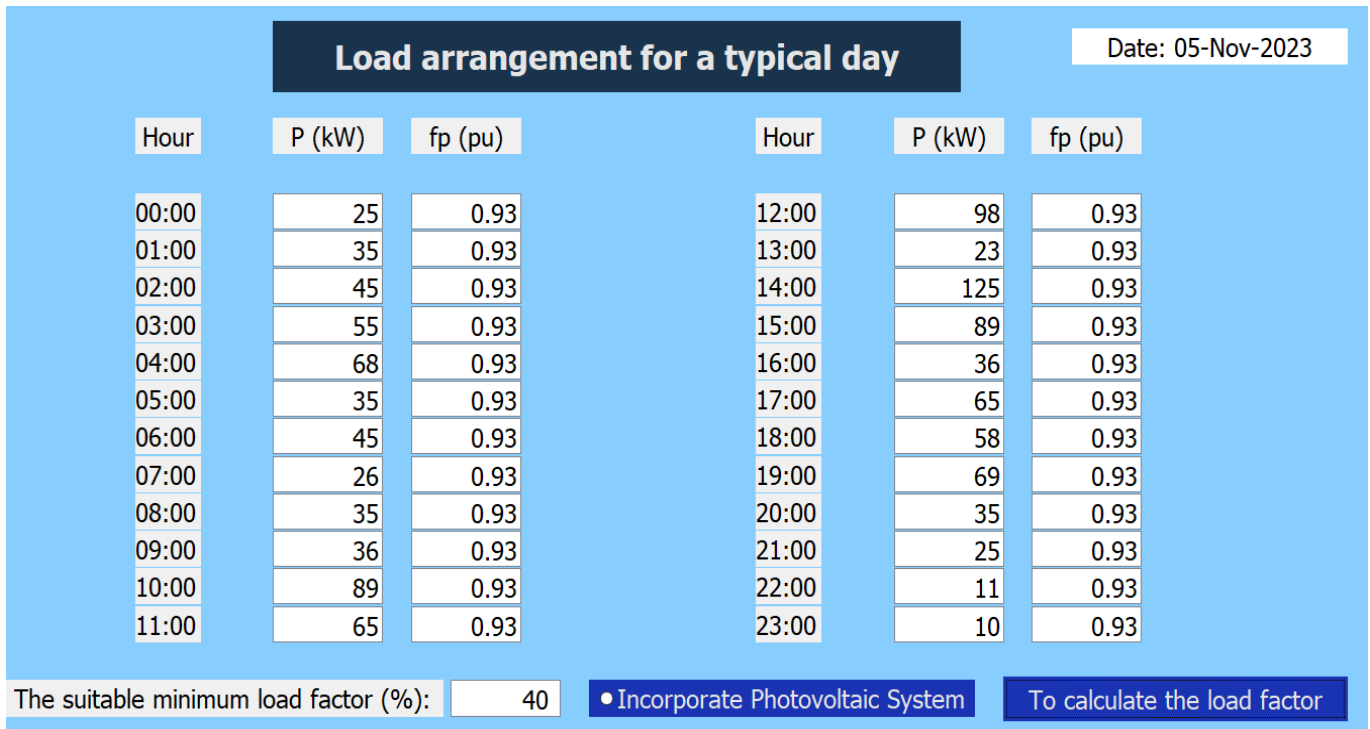 Load arrangement for a typical day
Date: 05-Nov-2023
Hour P (kW) fp (pu) Hour P (kW) fp (pu)
00:00 25 0.93 12:00 98 0.93
01:00 35 0.93 13:00 23 0.93
02:00 45 0.93 14:00 125 0.93
03:00 55 0.93 15:00 89 0.93
04:00 68 0.93 16:00 36 0.93
05:00 35 0.93 17:00 65 0.93
06:00 45 0.93 18:00 58 0.93
07:00 26 0.93 19:00 69 0.93
08:00 35 0.93 20:00 35 0.93
09:00 36 0.93 21:00 25 0.93
10:00 89 0.93 22:00 11 0.93
11:00 65 0.93 23:00 10 0.93
The suitable minimum load factor (%): 40 Incorporate Photovoltaic System To calculate the load factor